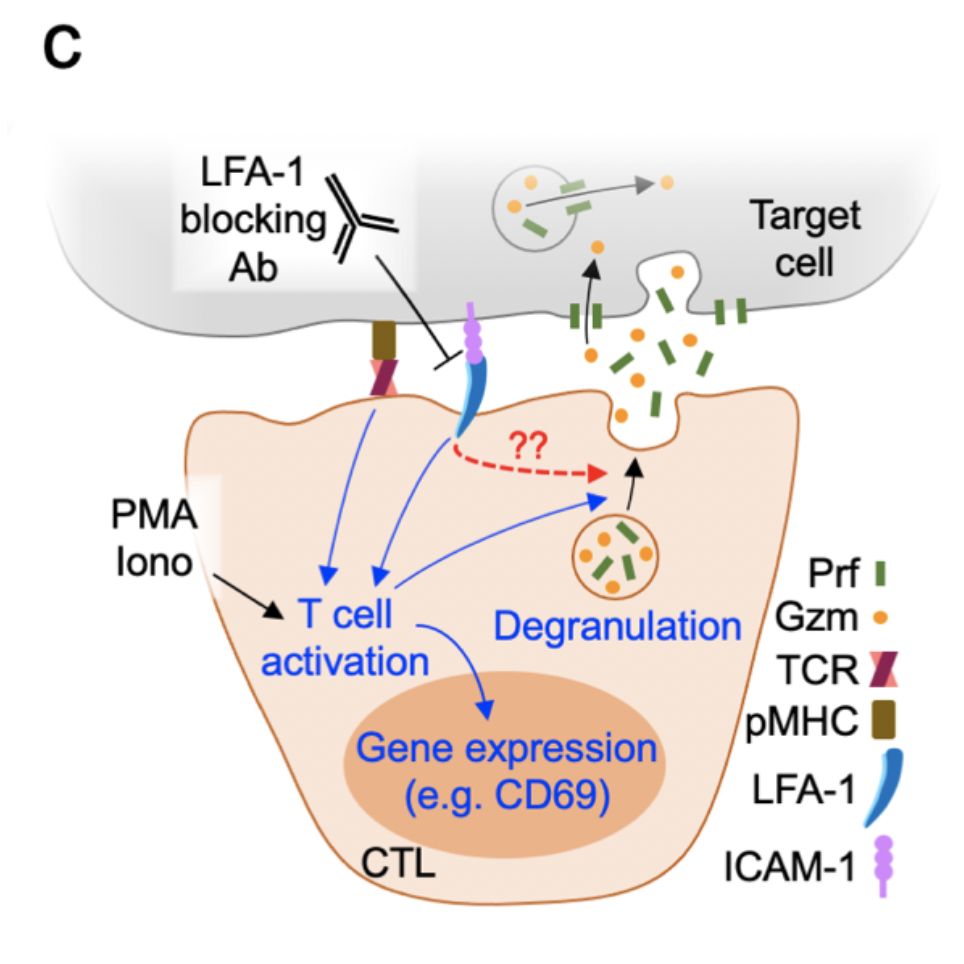 C
LFA-1
blocking
Ab
Target
cell
??
PMA
Iono
T cell
activation
Degranulation
Gene expression
(e.g. CD69)
CTL
Prf
Gzm
TCR
pMHC
LFA-1
ICAM-1